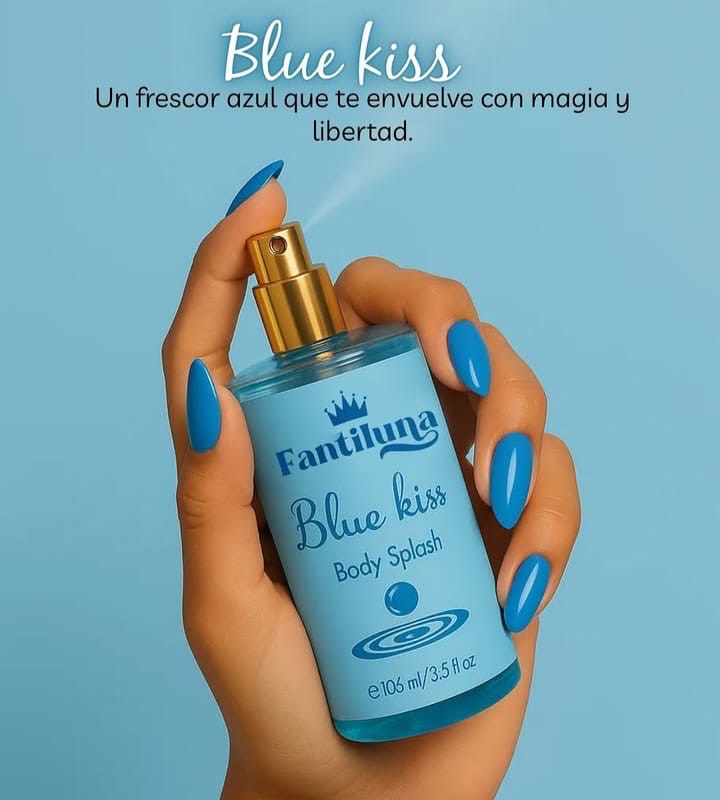 Blue kiss
Un frescor azul que te envuelve con magia y
libertad.
Fantiluna
Blue kiss
Body Splash
e 106 ml/3.5 fl oz